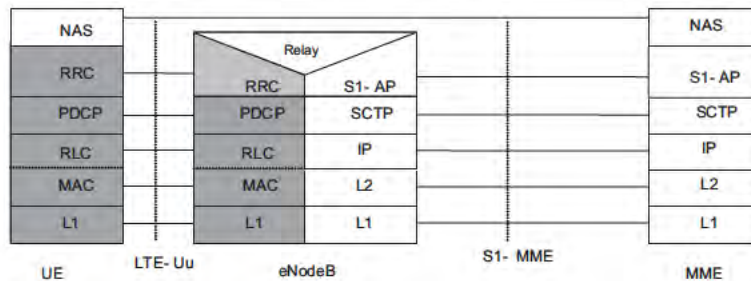 NAS
RRC
PDCP
RLC
MAC
L1
UE
LTE- Uu
Relay
RRC
S1- AP
PDCP
SCTP
RLC
IP
MAC
L2
L1
L1
eNodeB
S1- MME
NAS
S1- AP
SCTP
IP
L2
L1
MME